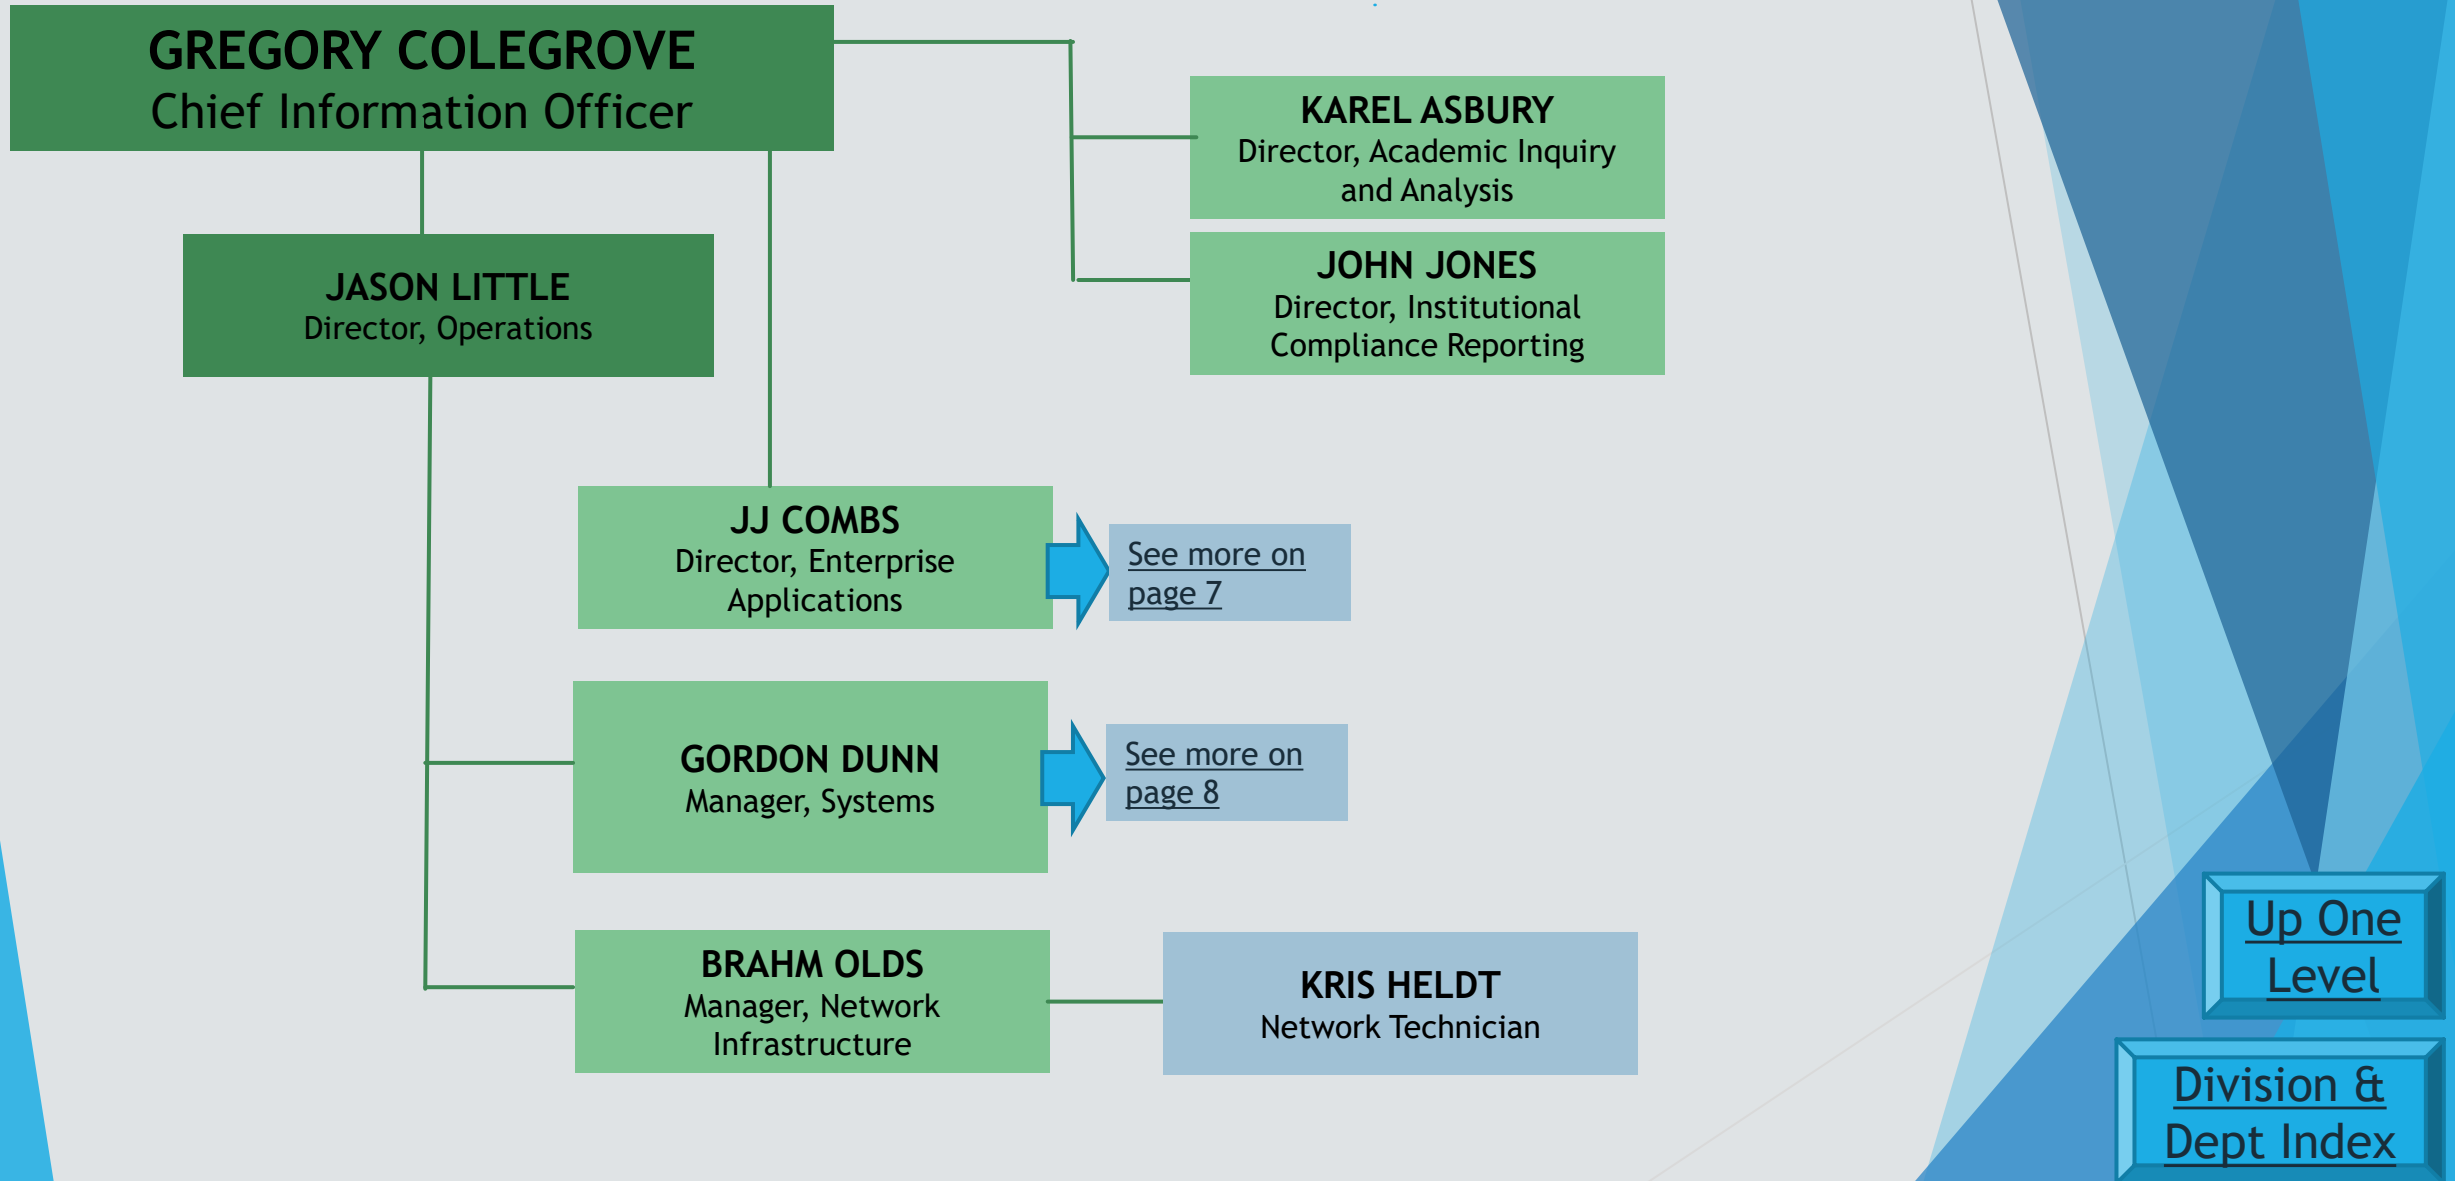 GREGORY COLEGROVE
Chief Information Officer
KAREL ASBURY
Director, Academic Inquiry
and Analysis
JOHN JONES
Director, Institutional
Compliance Reporting
JASON LITTLE
Director, Operations
JJ COMBS
Director, Enterprise
Applications
See more on
page 7
GORDON DUNN
Manager, Systems
See more on
page 8
BRAHM OLDS
Manager, Network
Infrastructure
KRIS HELDT
Network Technician
Up One
Level
Division &
Dept Index